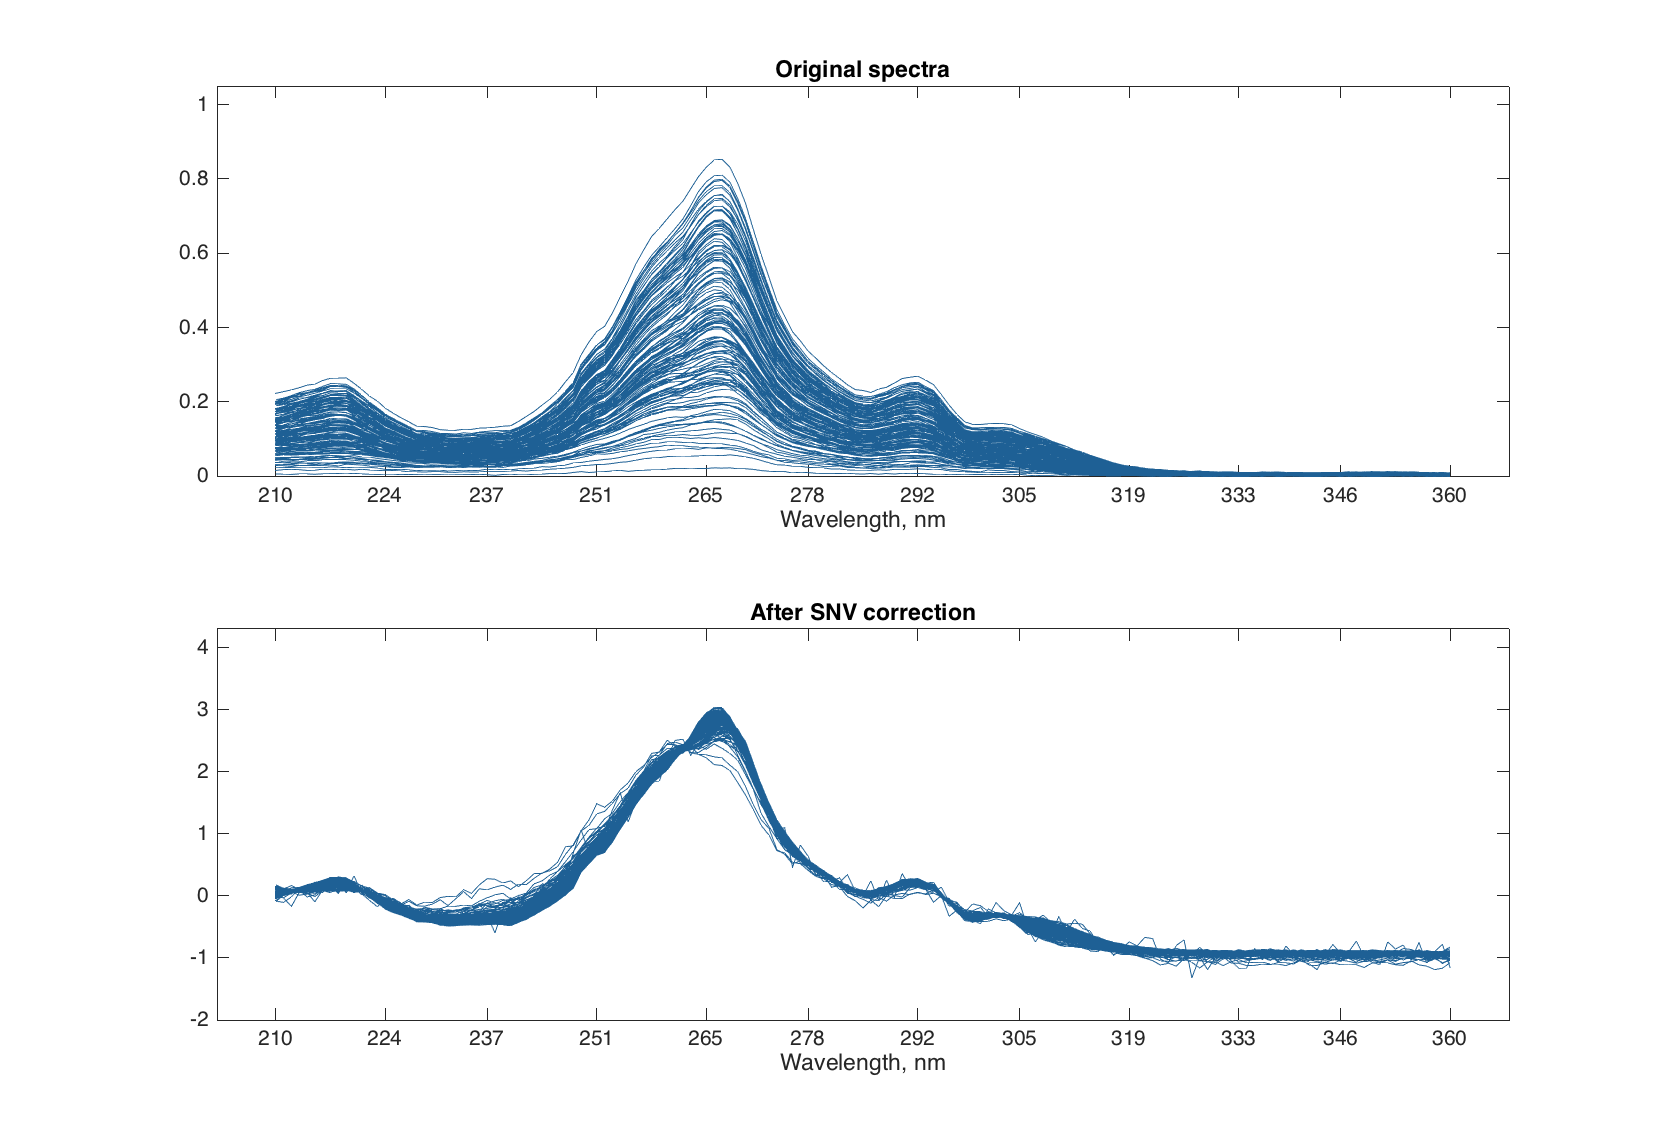 Original spectra
1
0.8
0.6
0.4
0.2
0
210 224 237 251 265 278 292 305 319 333 346 360
Wavelength, nm
After SNV correction
4
3
2
1
0
-1
-2
210 224 237 251 265 278 292 305 319 333 346 360
Wavelength, nm